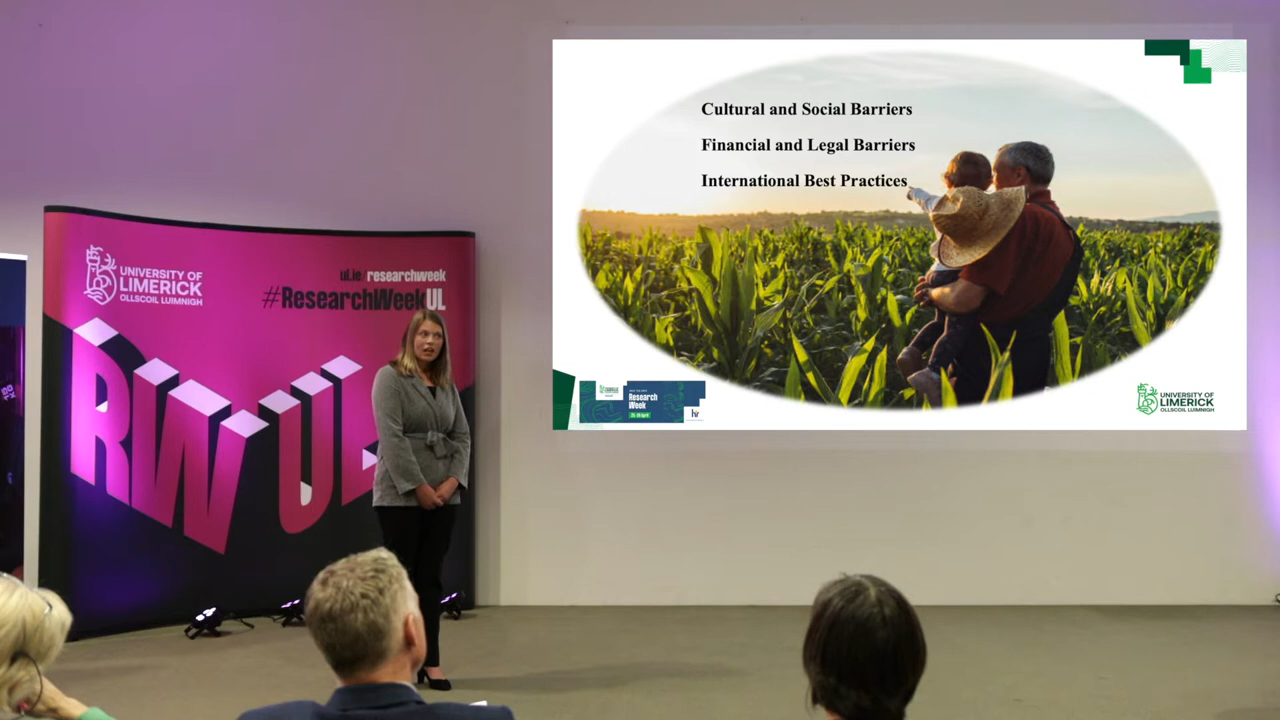 UNIVERSITY OF
LIMERICK
OLLSCOIL LUIMNIGH
ul.ie/researchweek
#ResearchWeekUL
RW UL
Cultural and Social Barriers
Financial and Legal Barriers
International Best Practices
Research
Week
UNIVERSITY OF
LIMERICK
OLLSCOIL LUIMNIGH